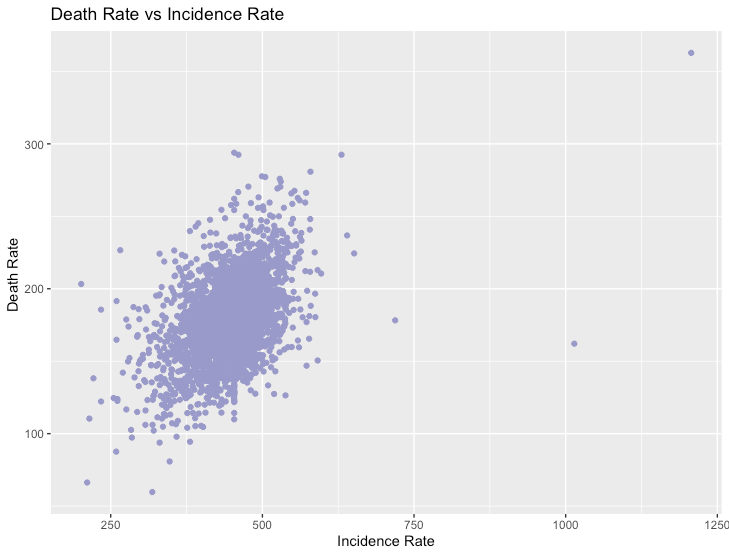 Death Rate vs Incidence Rate
300
200
100
Death Rate
250 500 750 1000 1250
Incidence Rate